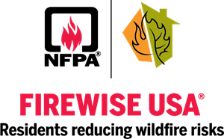 NFPA®
FIREWISE USA®
Residents reducing wildfire risks